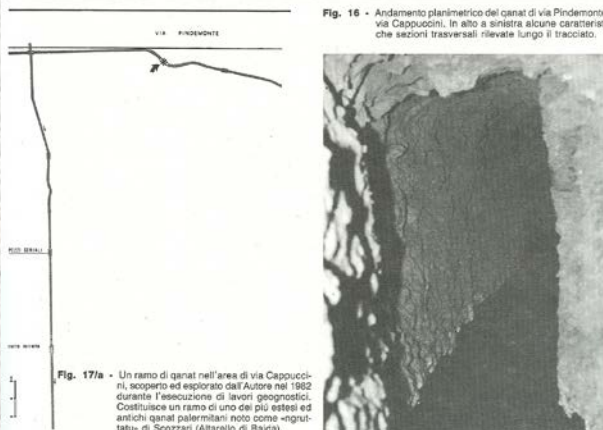 VIA PINDEMONTE
Fig. 16 - Andamento planimetrico del qanat di via Pindemonte
via Cappuccini. In alto a sinistra alcune caratterist
che sezioni trasversali rilevate lungo il tracciato.
Fig. 17/a - Un ramo di qanat nell'area di via Cappucci-
ni, scoperto ed esplorato dall'Autore nel 1982
durante l'esecuzione di lavori geognostici.
Costituisce un ramo di uno dei piú estesi ed
antichi qanat palermitani noto come «ngrut-
tatu» di Scozzari (Altarello di Baida)